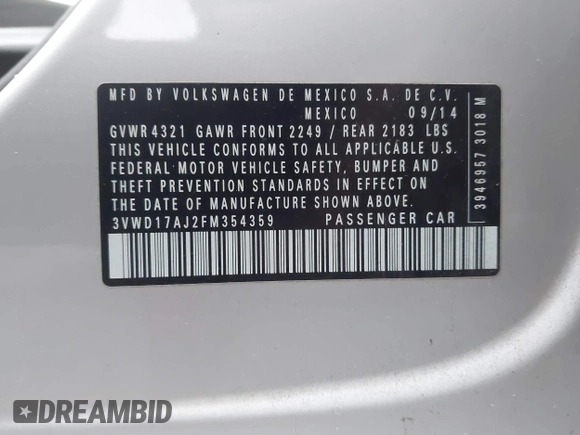 MFD BY VOLKSWAGEN DE MEXICO S.A. DE C.V.
MEXICO 09/14
GVWR 4321 GAWR FRONT 2249 / REAR 2183 LBS
THIS VEHICLE CONFORMS TO ALL APPLICABLE U.S.
FEDERAL MOTOR VEHICLE SAFETY, BUMPER AND
THEFT PREVENTION STANDARDS IN EFFECT ON
THE DATE OF MANUFACTURE SHOWN ABOVE.
3VWD17AJ2FM354359 PASSENGER CAR
3946957 3018 M
DREAMBID